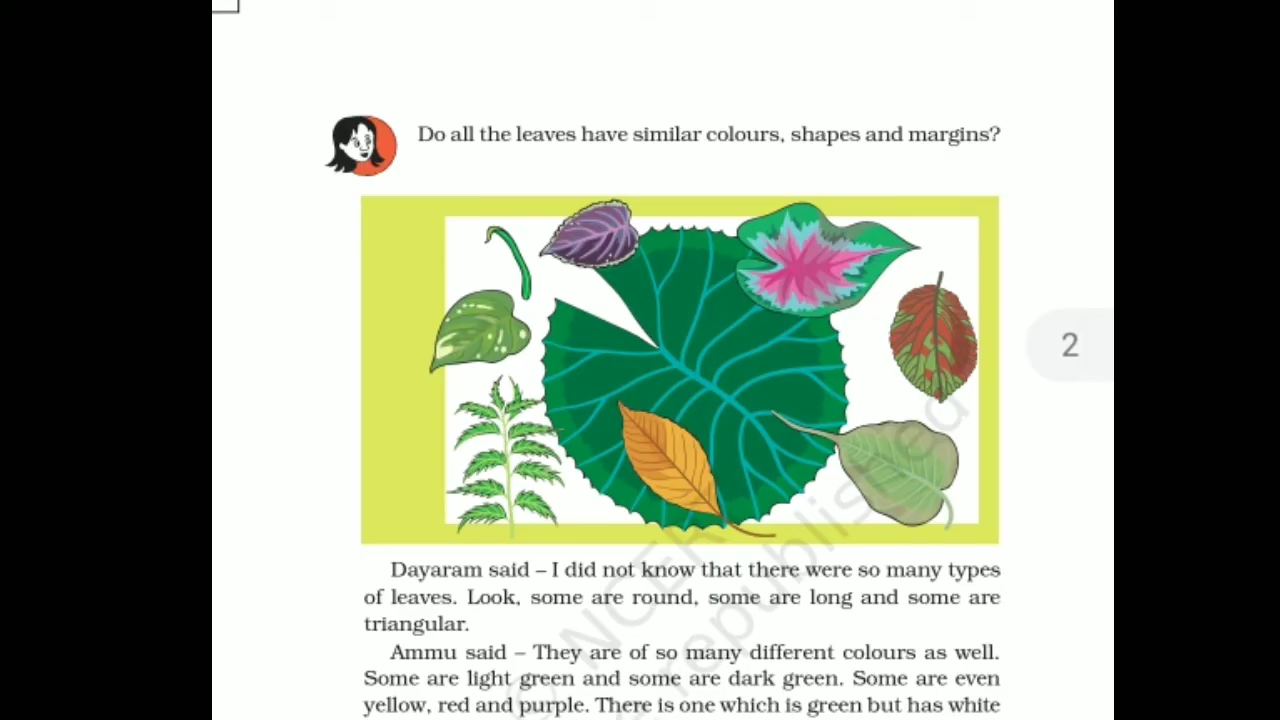 Do all the leaves have similar colours, shapes and margins?
2
Dayaram said – I did not know that there were so many types
of leaves. Look, some are round, some are long and some are
triangular.
Ammu said – They are of so many different colours as well.
Some are light green and some are dark green. Some are even
yellow, red and purple. There is one which is green but has white
© NCER
republished